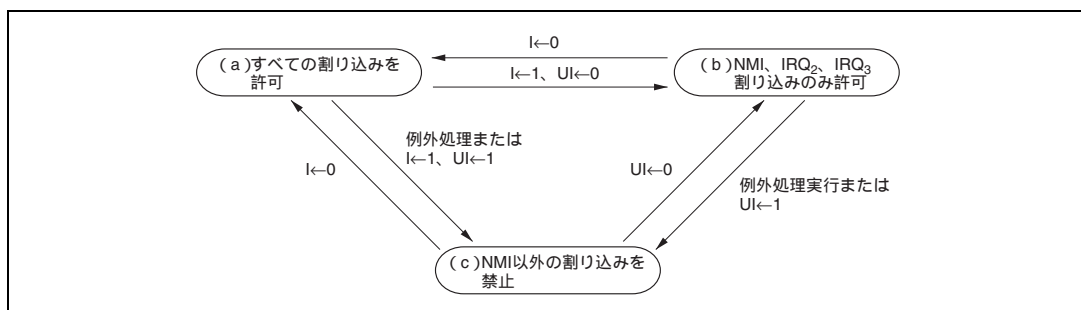 I←0
(a)すべての割り込みを
許可
I←1、UI←0
(b)NMI、IRQ₂、IRQ₃
割り込みのみ許可
例外処理または
I←1、UI←1
I←0
UI←0
例外処理実行または
UI←1
(c)NMI以外の割り込みを
禁止